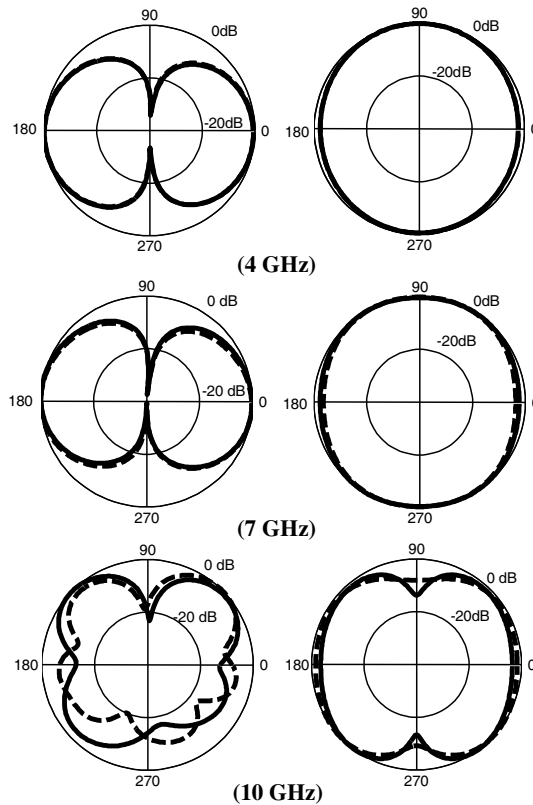 90 0dB 90 0dB
-20dB -20dB
180 0 180 0
270 270
(4 GHz)
90 0 dB 90 0dB
-20 dB -20dB
180 0 180 0
270 270
(7 GHz)
90 0 dB 90 0 dB
-20 dB -20dB
180 0 180 0
270 270
(10 GHz)